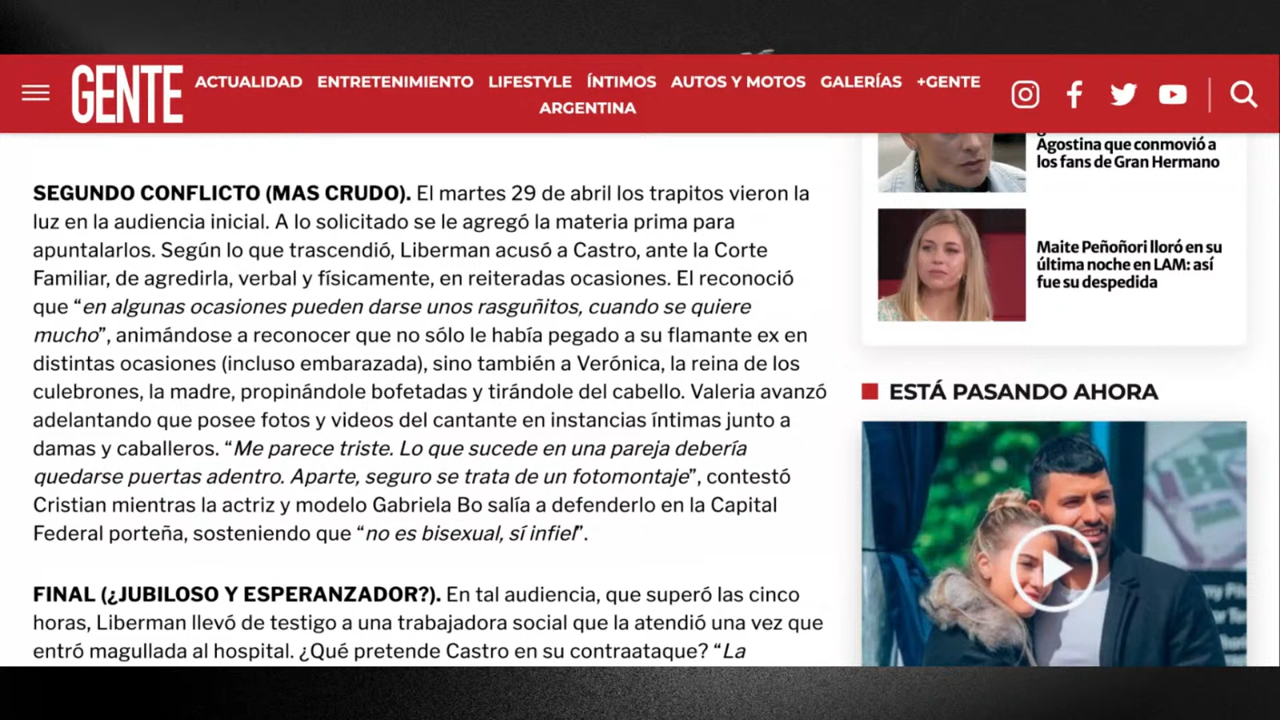 GENTE
ACTUALIDAD ENTRETENIMIENTO LIFESTYLE ÍNTIMOS AUTOS Y MOTOS GALERÍAS +GENTE
ARGENTINA
SEGUNDO CONFLICTO (MAS CRUDO). El martes 29 de abril los trapitos vieron la
luz en la audiencia inicial. A lo solicitado se le agregó la materia prima para
apuntalarlos. Según lo que trascendió, Liberman acusó a Castro, ante la Corte
Familiar, de agredirla, verbal y físicamente, en reiteradas ocasiones. El reconoció
que “en algunas ocasiones pueden darse unos rasguñitos, cuando se quiere
mucho”, animándose a reconocer que no sólo le había pegado a su flamante ex en
distintas ocasiones (incluso embarazada), sino también a Verónica, la reina de los
culebrones, la madre, propinándole bofetadas y tirándole del cabello. Valeria avanzó
adelantando que posee fotos y videos del cantante en instancias íntimas junto a
damas y caballeros. “Me parece triste. Lo que sucede en una pareja debería
quedarse puertas adentro. Aparte, seguro se trata de un fotomontaje”, contestó
Cristian mientras la actriz y modelo Gabriela Bo salía a defenderlo en la Capital
Federal porteña, sosteniendo que “no es bisexual, sí infiel”.
FINAL (¿JUBILOSO Y ESPERANZADOR?). En tal audiencia, que superó las cinco
horas, Liberman llevó de testigo a una trabajadora social que la atendió una vez que
entró magullada al hospital. ¿Qué pretende Castro en su contraataque? “La
Agostina que conmovió a
los fans de Gran Hermano
Maite Peñoñori lloró en su
última noche en LAM: así
fue su despedida
ESTÁ PASANDO AHORA